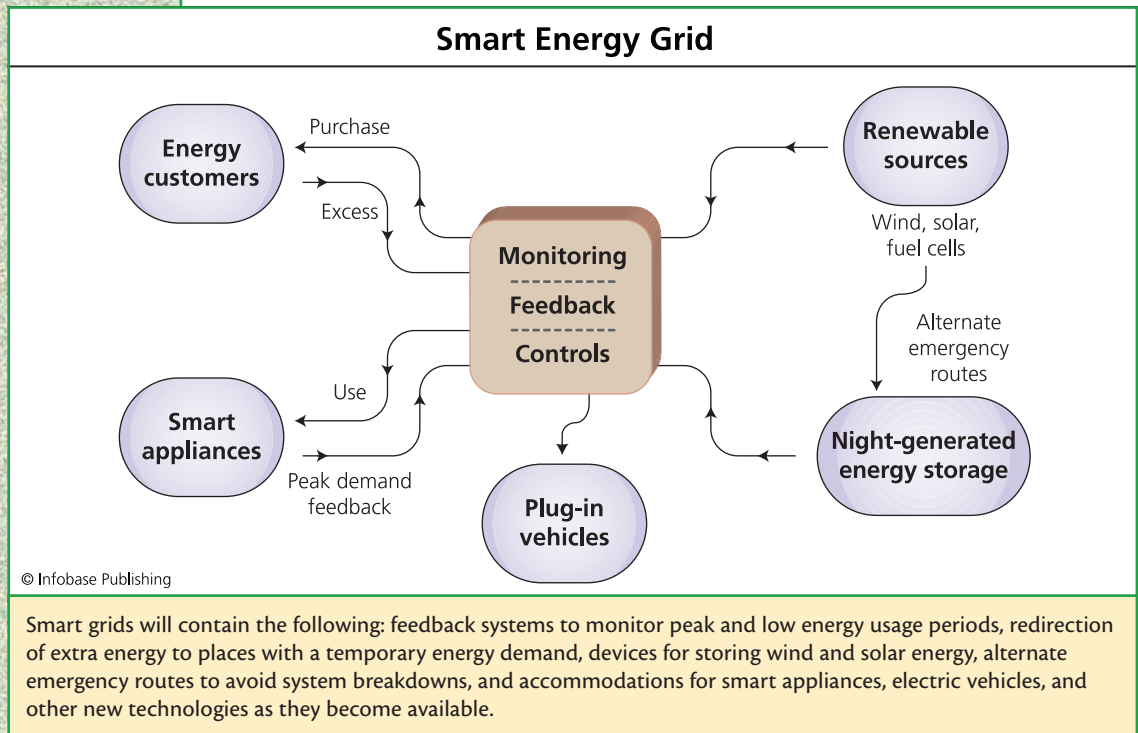 Smart Energy Grid
Energy
customers
Purchase
Excess
Renewable
sources
Wind, solar,
fuel cells
Monitoring
Feedback
Controls
Alternate
emergency
routes
Use
Smart
appliances
Peak demand
feedback
Night-generated
energy storage
Plug-in
vehicles
© Infobase Publishing
Smart grids will contain the following: feedback systems to monitor peak and low energy usage periods, redirection
of extra energy to places with a temporary energy demand, devices for storing wind and solar energy, alternate
emergency routes to avoid system breakdowns, and accommodations for smart appliances, electric vehicles, and
other new technologies as they become available.